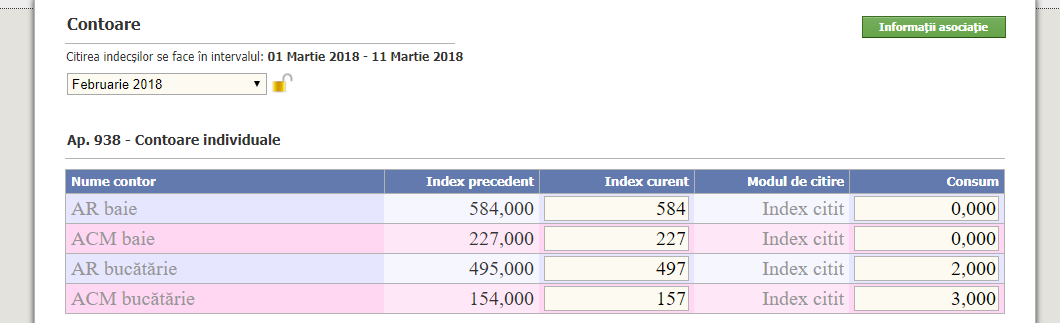 Contoare
Informații asociație
Citirea indecșilor se face în intervalul: 01 Martie 2018 - 11 Martie 2018
Februarie 2018
Ap. 938 - Contoare individuale
Nume contor Index precedent Index curent Modul de citire Consum
AR baie 584,000 584 Index citit 0,000
ACM baie 227,000 227 Index citit 0,000
AR bucătărie 495,000 497 Index citit 2,000
ACM bucătărie 154,000 157 Index citit 3,000